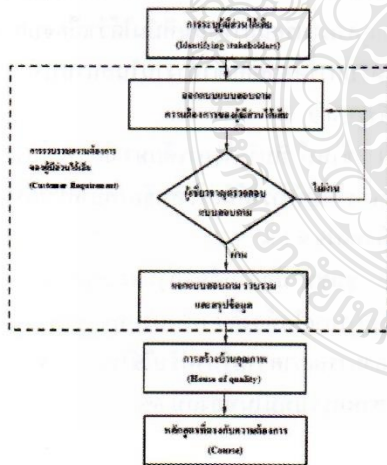 การระบุผู้มีส่วนได้เสีย
(Identifying stakeholders)
ออกแบบแบบสอบถาม
ความต้องการของผู้มีส่วนได้เสีย
การรวบรวมความต้องการ
ของผู้มีส่วนได้เสีย
(Customer Requirement)
ผู้เชี่ยวชาญตรวจสอบ
แบบสอบถาม
ไม่ผ่าน
ผ่าน
แจกแบบสอบถาม รวบรวม
และสรุปข้อมูล
การสร้างบ้านคุณภาพ
(House of quality)
หลักสูตรที่ตรงกับความต้องการ
(Course)